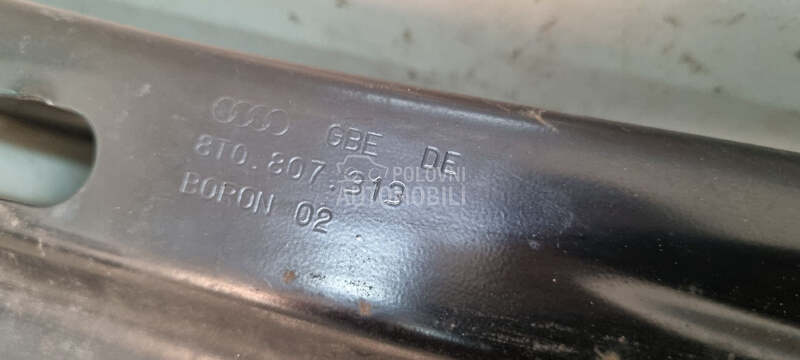 GBE DE
8T0.807.313
BORON 02
POLOVNI
AUTOMOBILI